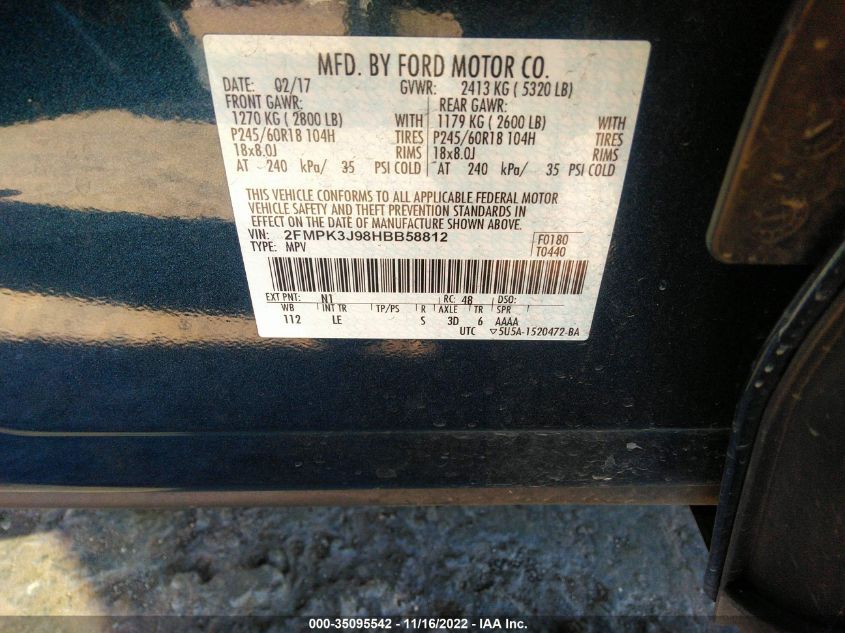 MFD. BY FORD MOTOR CO.
DATE: 02/17 GVWR: 2413 KG ( 5320 LB)
FRONT GAWR: REAR GAWR:
1270 KG ( 2800 LB) WITH 1179 KG ( 2600 LB) WITH
P245/60R18 104H TIRES P245/60R18 104H TIRES
18x8.0J RIMS 18x8.0J RIMS
AT 240 kPa/ 35 PSI COLD AT 240 kPa/ 35 PSI COLD
THIS VEHICLE CONFORMS TO ALL APPLICABLE FEDERAL MOTOR
VEHICLE SAFETY AND THEFT PREVENTION STANDARDS IN
EFFECT ON THE DATE OF MANUFACTURE SHOWN ABOVE.
VIN: 2FMPK3J98HBB58812 F0180
TYPE: MPV T0440
EXT PNT: N1 RC: 48 DSO:
WB INT TR TP/PS R AXLE TR SPR
112 LE S 3D 6 AAAA
UTC ▽5U5A-1520472-BA
000-35095542 - 11/16/2022 - IAA Inc.